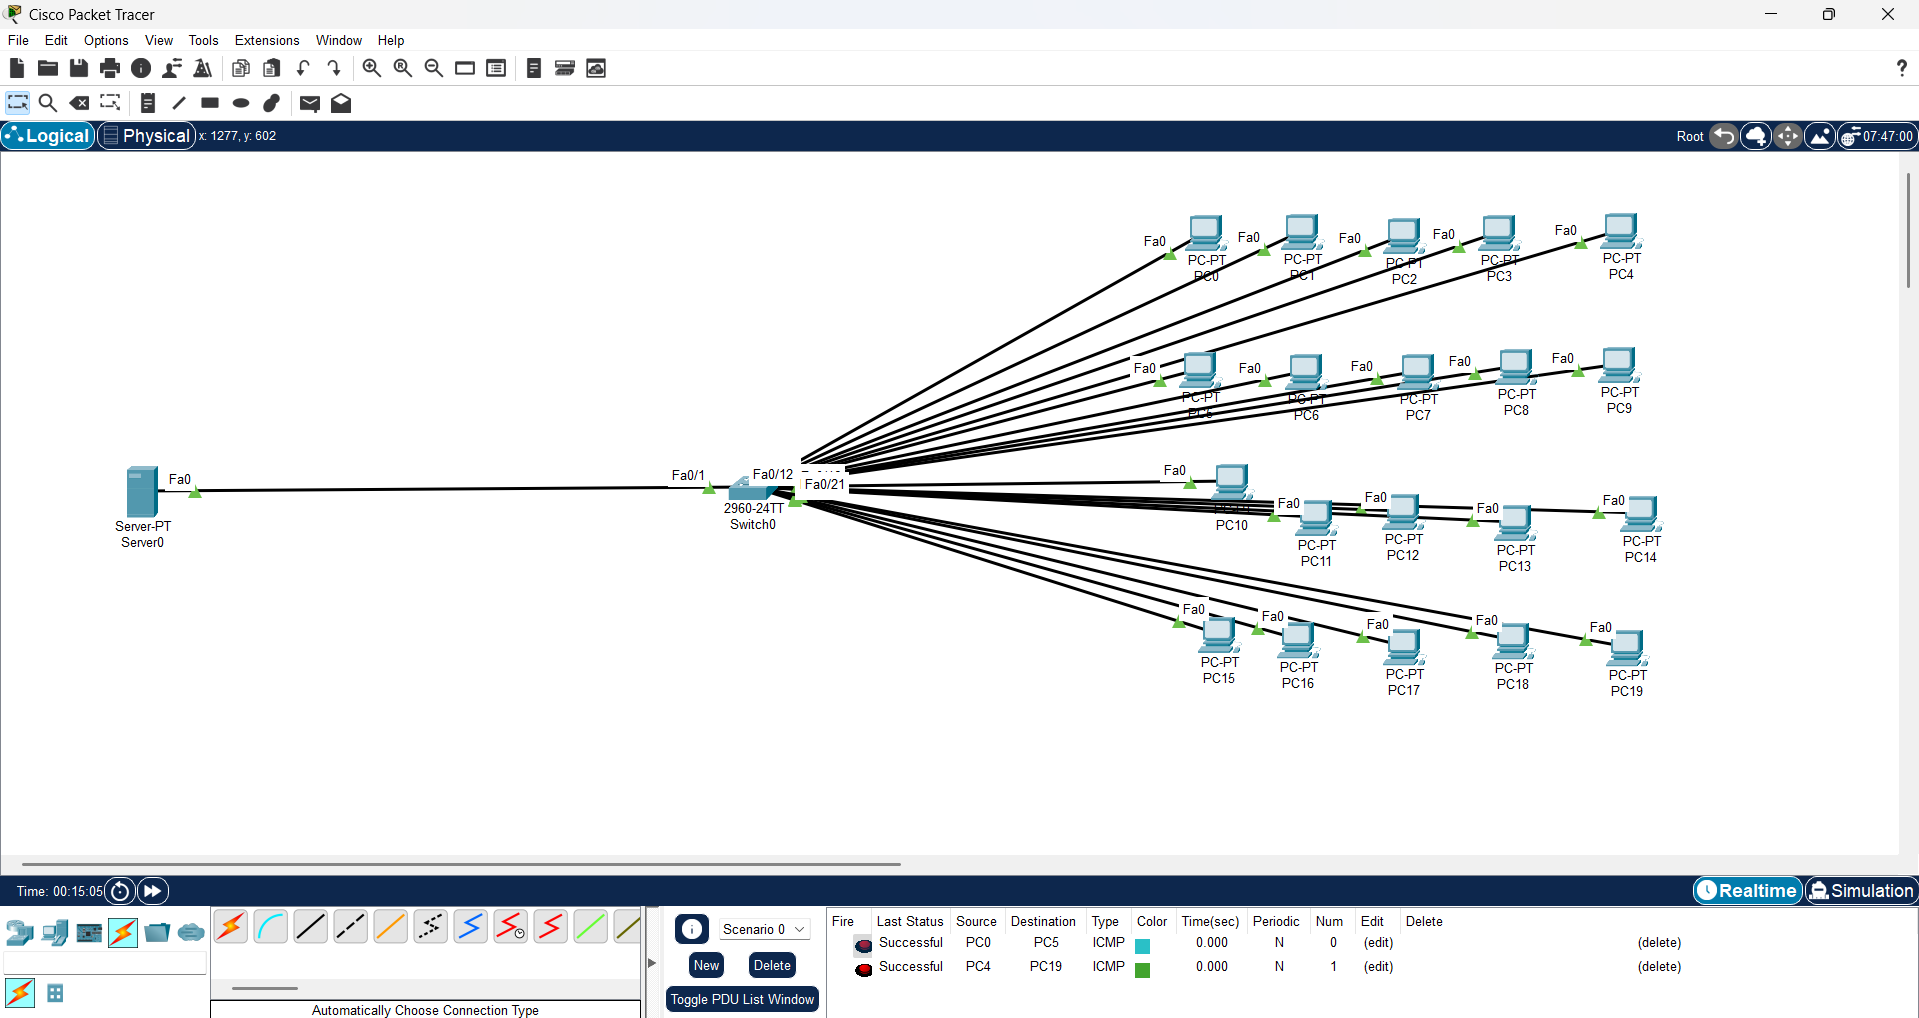 Cisco Packet Tracer
File Edit Options View Tools Extensions Window Help
Logical Physical x: 1277, y: 602 Root 07:47:00
Fa0 Fa0 Fa0 Fa0 Fa0
PC-PT PC-PT PC-PT PC-PT PC-PT
PC0 PC1 PC2 PC3 PC4
Fa0 Fa0 Fa0 Fa0 Fa0
PC-PT PC-PT PC-PT PC-PT PC-PT
PC5 PC6 PC7 PC8 PC9
Fa0 Fa0/1 Fa0/12 Fa0/21
Server-PT 2960-24TT
Server0 Switch0
Fa0 Fa0 Fa0 Fa0 Fa0
PC10
PC-PT PC-PT PC-PT PC-PT
PC11 PC12 PC13 PC14
Fa0 Fa0 Fa0 Fa0 Fa0
PC-PT PC-PT PC-PT PC-PT PC-PT
PC15 PC16 PC17 PC18 PC19
Time: 00:15:05 Realtime Simulation
Scenario 0
New Delete
Toggle PDU List Window
Automatically Choose Connection Type
Fire Last Status Source Destination Type Color Time(sec) Periodic Num Edit Delete
Successful PC0 PC5 ICMP 0.000 N 0 (edit) (delete)
Successful PC4 PC19 ICMP 0.000 N 1 (edit) (delete)